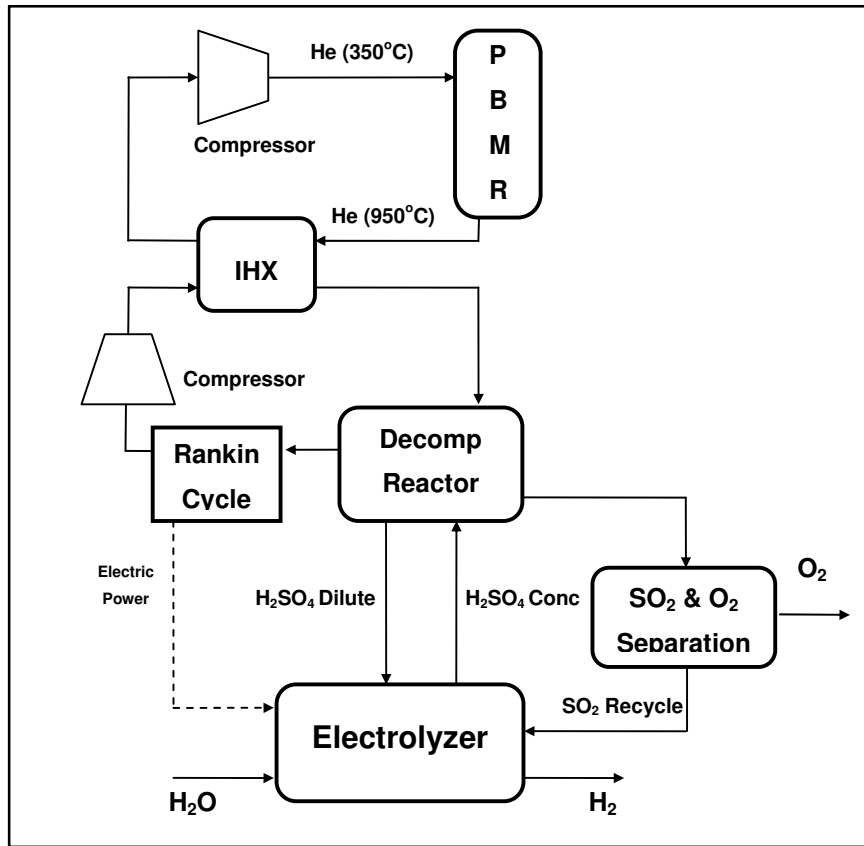 He (350°C)
P
B
M
R
Compressor
He (950°C)
IHX
Compressor
Decomp
Reactor
Rankin
Cycle
Electric
Power
H₂SO₄ Dilute
H₂SO₄ Conc
O₂
SO₂ & O₂
Separation
SO₂ Recycle
Electrolyzer
H₂O
H₂